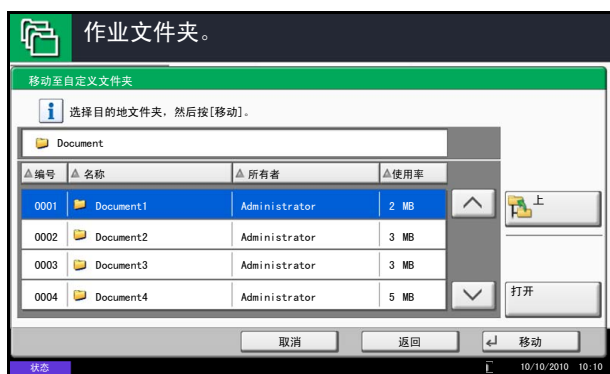 作业文件夹。
移动至自定义文件夹
选择目的地文件夹，然后按[移动]。
Document
编号 名称 所有者 使用率
0001 Document1 Administrator 2 MB
0002 Document2 Administrator 3 MB
0003 Document3 Administrator 3 MB
0004 Document4 Administrator 5 MB
上
打开
取消 返回 移动
状态 10/10/2010 10:10